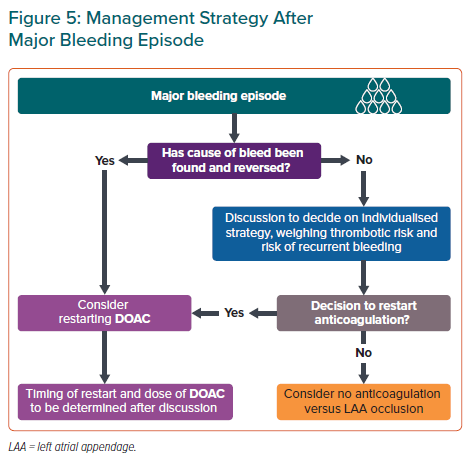 Figure 5: Management Strategy After
Major Bleeding Episode
Major bleeding episode
Has cause of bleed been
found and reversed?
Yes
No
Discussion to decide on individualised
strategy, weighing thrombotic risk and
risk of recurrent bleeding
Consider
restarting DOAC
Yes
Decision to restart
anticoagulation?
No
Timing of restart and dose of DOAC
to be determined after discussion
Consider no anticoagulation
versus LAA occlusion
LAA = left atrial appendage.